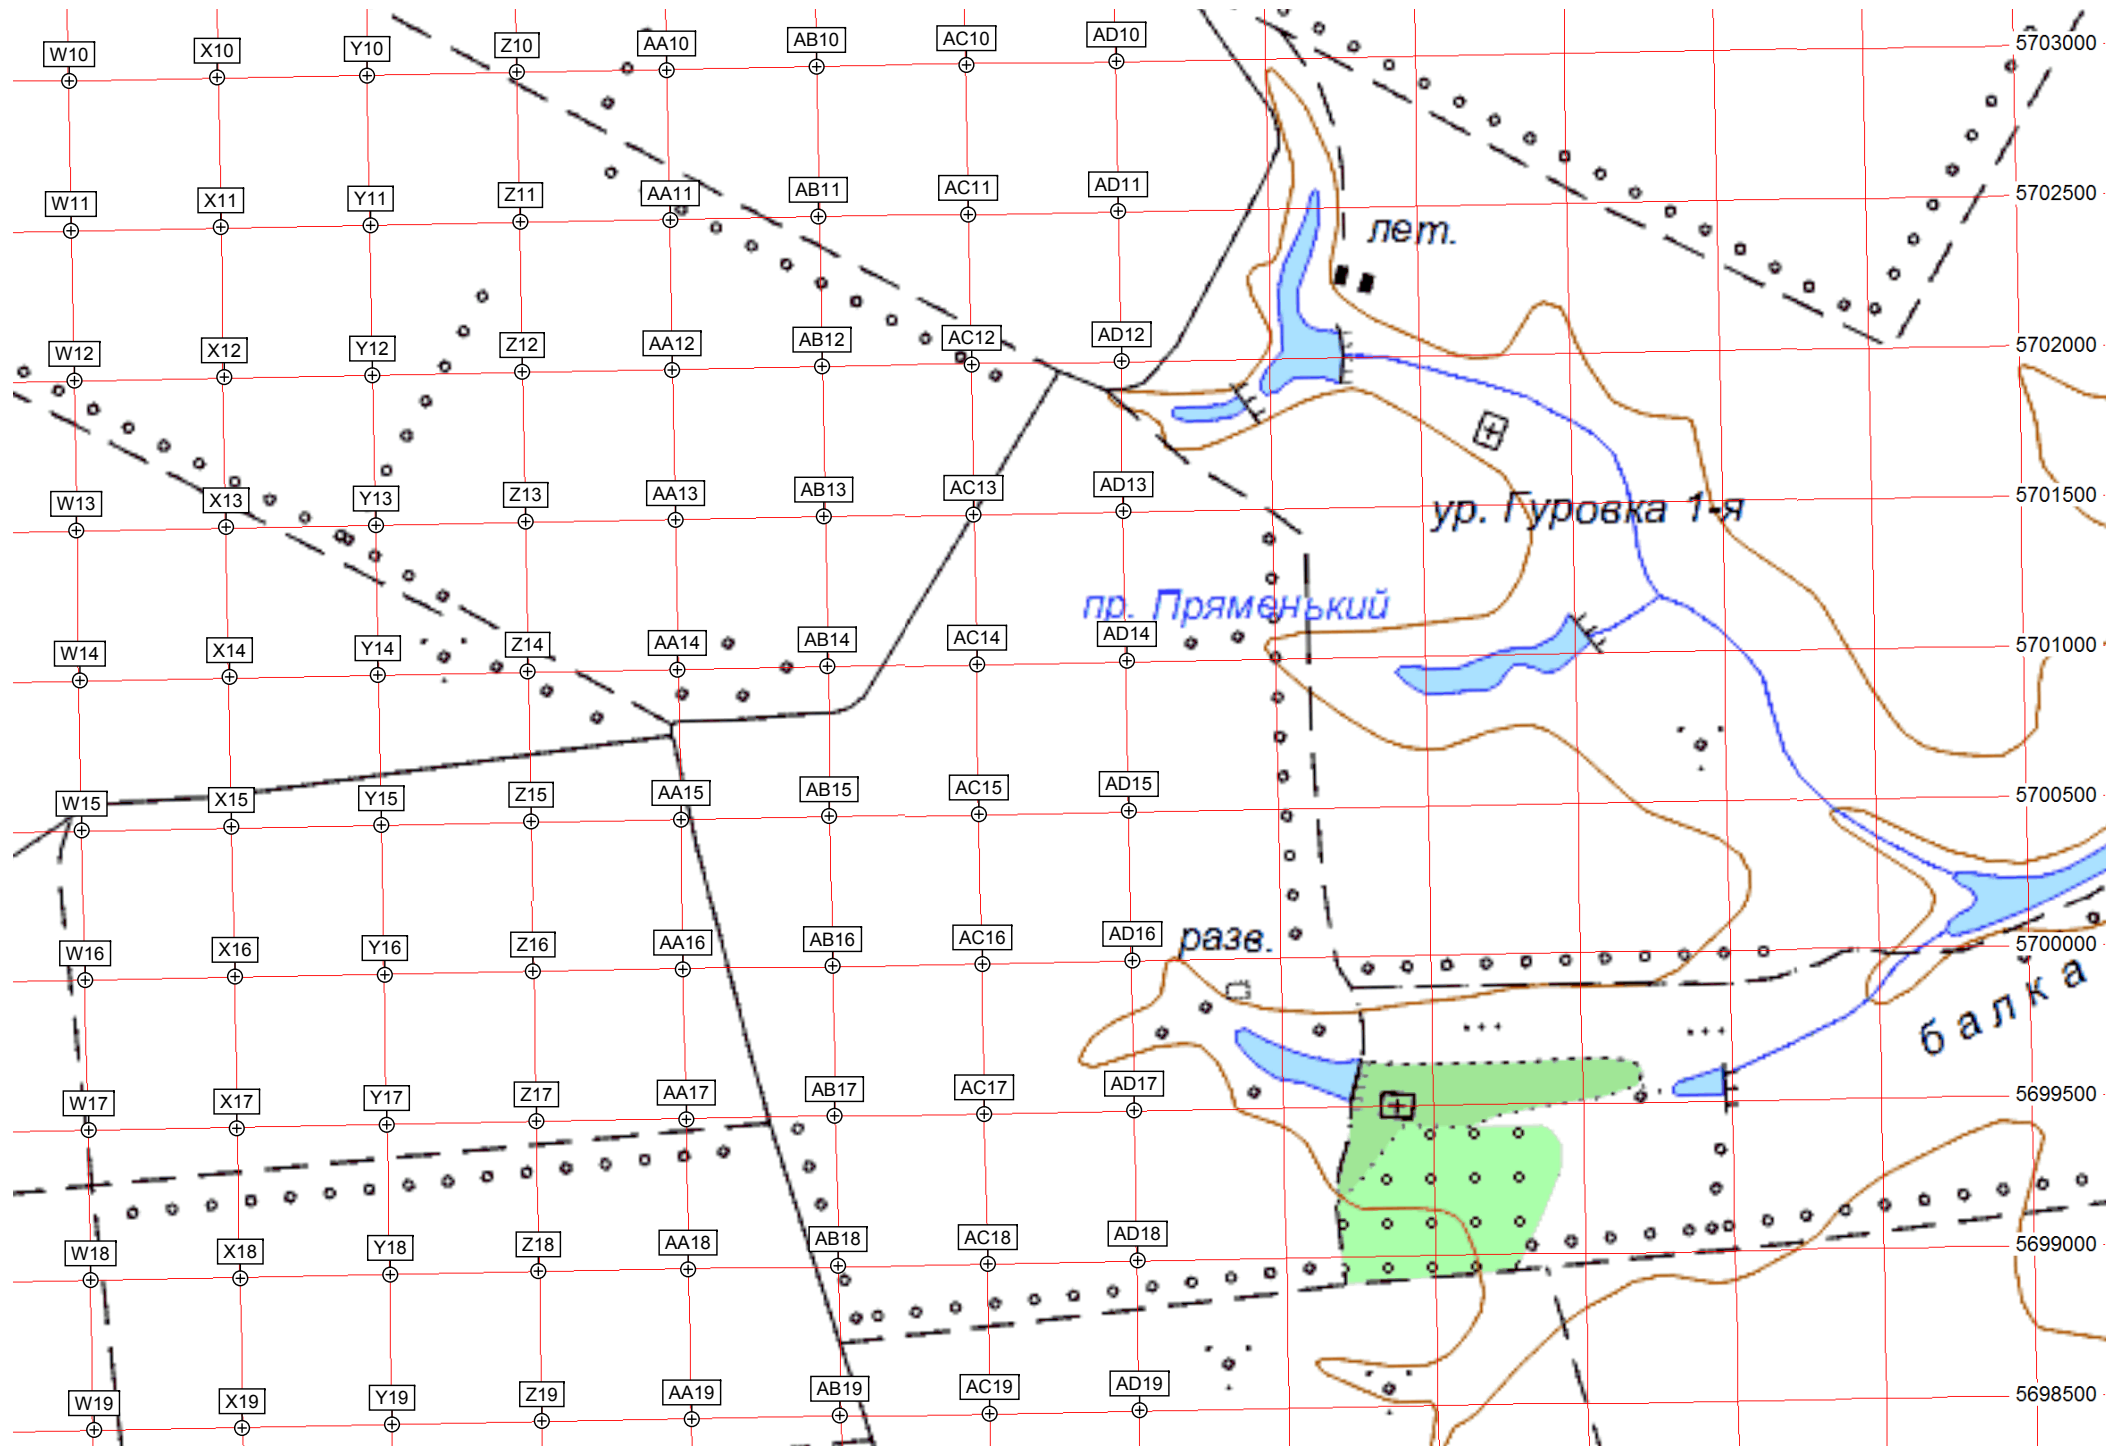 W10 X10 Y10 Z10 AA10 AB10 AC10 AD10 5703000
W11 X11 Y11 Z11 AA11 AB11 AC11 AD11 5702500
лет.
W12 X12 Y12 Z12 AA12 AB12 AC12 AD12 5702000
W13 X13 Y13 Z13 AA13 AB13 AC13 AD13 5701500
ур. Гуровка 1-я
пр. Пряменький
W14 X14 Y14 Z14 AA14 AB14 AC14 AD14 5701000
W15 X15 Y15 Z15 AA15 AB15 AC15 AD15 5700500
W16 X16 Y16 Z16 AA16 AB16 AC16 AD16 5700000
разв.
балка
W17 X17 Y17 Z17 AA17 AB17 AC17 AD17 5699500
W18 X18 Y18 Z18 AA18 AB18 AC18 AD18 5699000
W19 X19 Y19 Z19 AA19 AB19 AC19 AD19 5698500